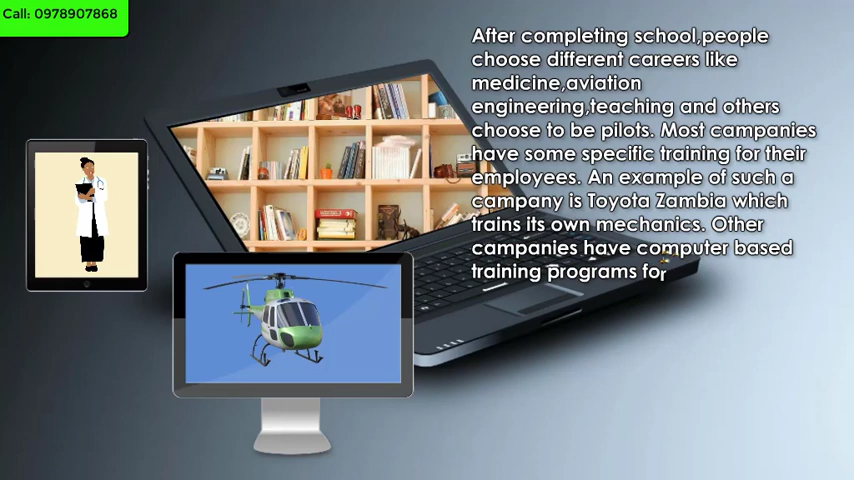 Call: 0978907868
After completing school,people
choose different careers like
medicine,aviation
engineering,teaching and others
choose to be pilots. Most campanies
have some specific training for their
employees. An example of such a
campany is Toyota Zambia which
trains its own mechanics. Other
campanies have computer based
training programs for